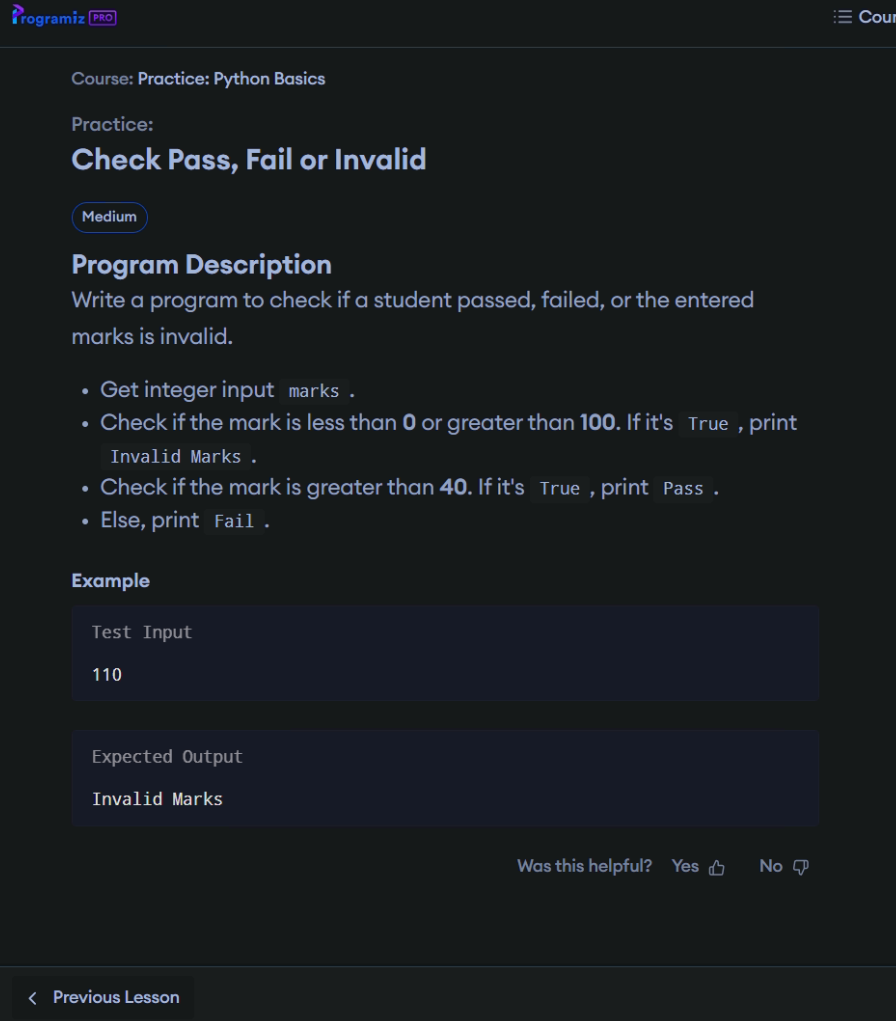 Programiz PRO
Cour
Course: Practice: Python Basics
Practice:
Check Pass, Fail or Invalid
Medium
Program Description
Write a program to check if a student passed, failed, or the entered
marks is invalid.
• Get integer input marks .
• Check if the mark is less than 0 or greater than 100. If it's True , print
Invalid Marks .
• Check if the mark is greater than 40. If it's True , print Pass .
• Else, print Fail .
Example
Test Input
110
Expected Output
Invalid Marks
Was this helpful? Yes No
Previous Lesson